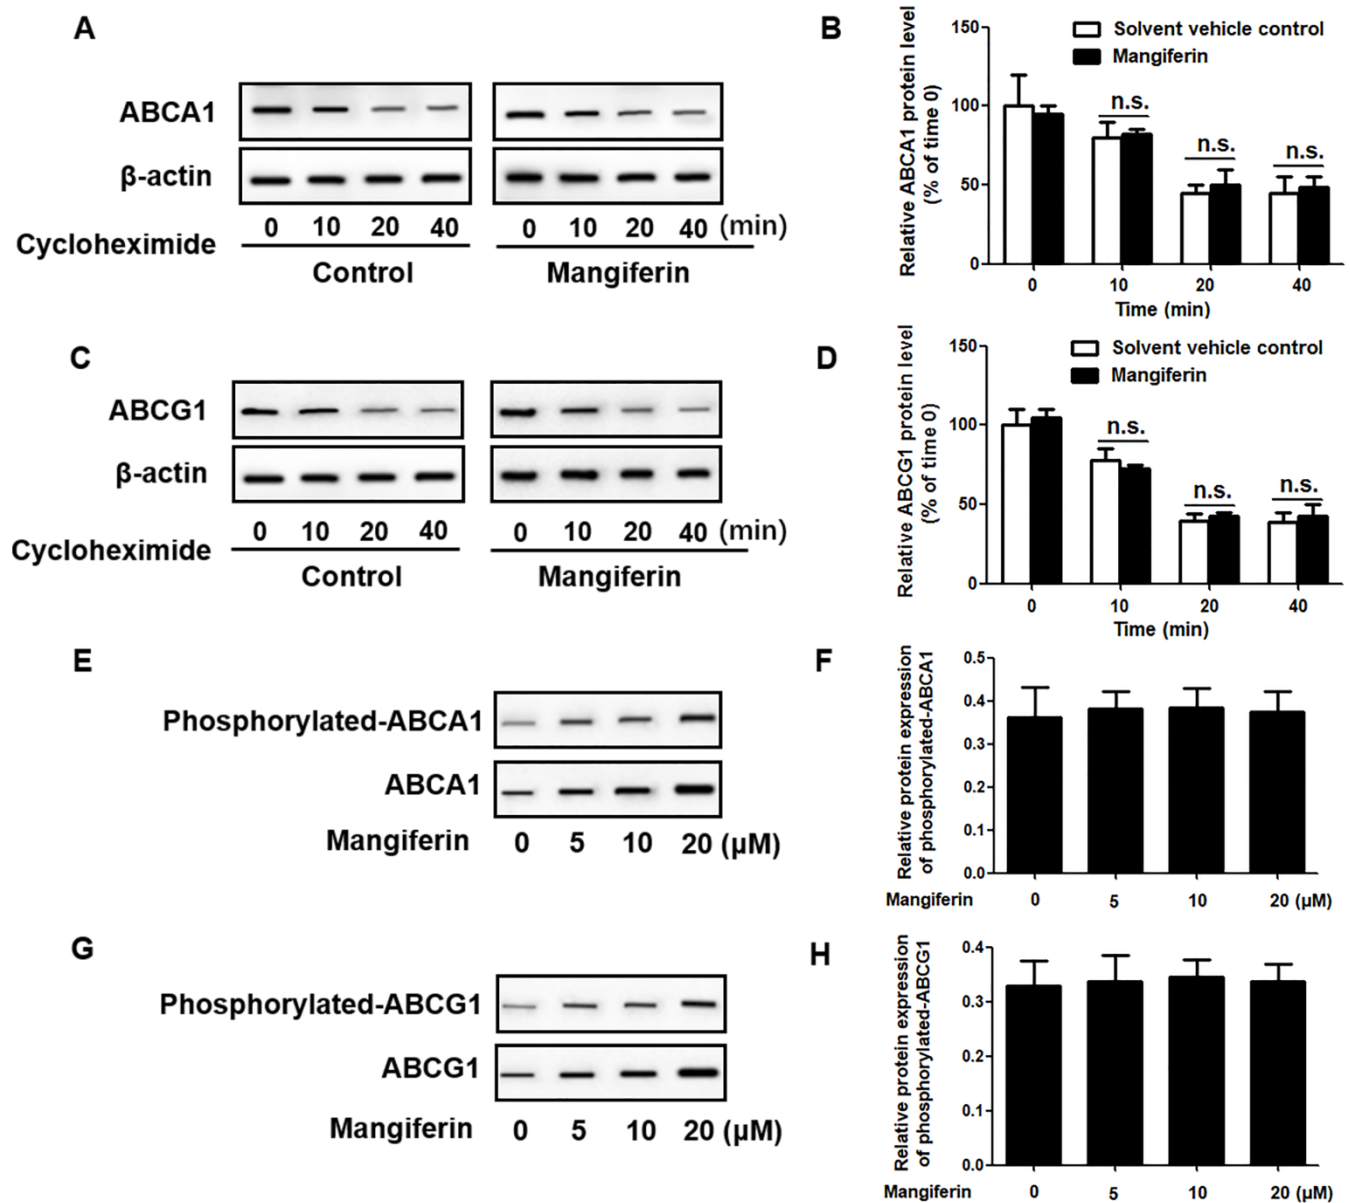 A
ABCA1
β-actin
0 10 20 40 0 10 20 40 (min)
Cycloheximide
Control Mangiferin
B
Solvent vehicle control
Mangiferin
Relative ABCA1 protein level
(% of time 0)
150
100
50
0
n.s.
n.s.
n.s.
0 10 20 40
Time (min)
C
ABCG1
β-actin
0 10 20 40 0 10 20 40 (min)
Cycloheximide
Control Mangiferin
D
Solvent vehicle control
Mangiferin
Relative ABCG1 protein level
(% of time 0)
150
100
50
0
n.s.
n.s.
n.s.
0 10 20 40
Time (min)
E
Phosphorylated-ABCA1
ABCA1
Mangiferin 0 5 10 20 (μM)
F
Relative protein expression
of phosphorylated-ABCA1
0.5
0.4
0.3
0.2
0.1
0.0
Mangiferin 0 5 10 20 (μM)
G
Phosphorylated-ABCG1
ABCG1
Mangiferin 0 5 10 20 (μM)
H
Relative protein expression
of phosphorylated-ABCG1
0.4
0.3
0.2
0.1
0.0
Mangiferin 0 5 10 20 (μM)